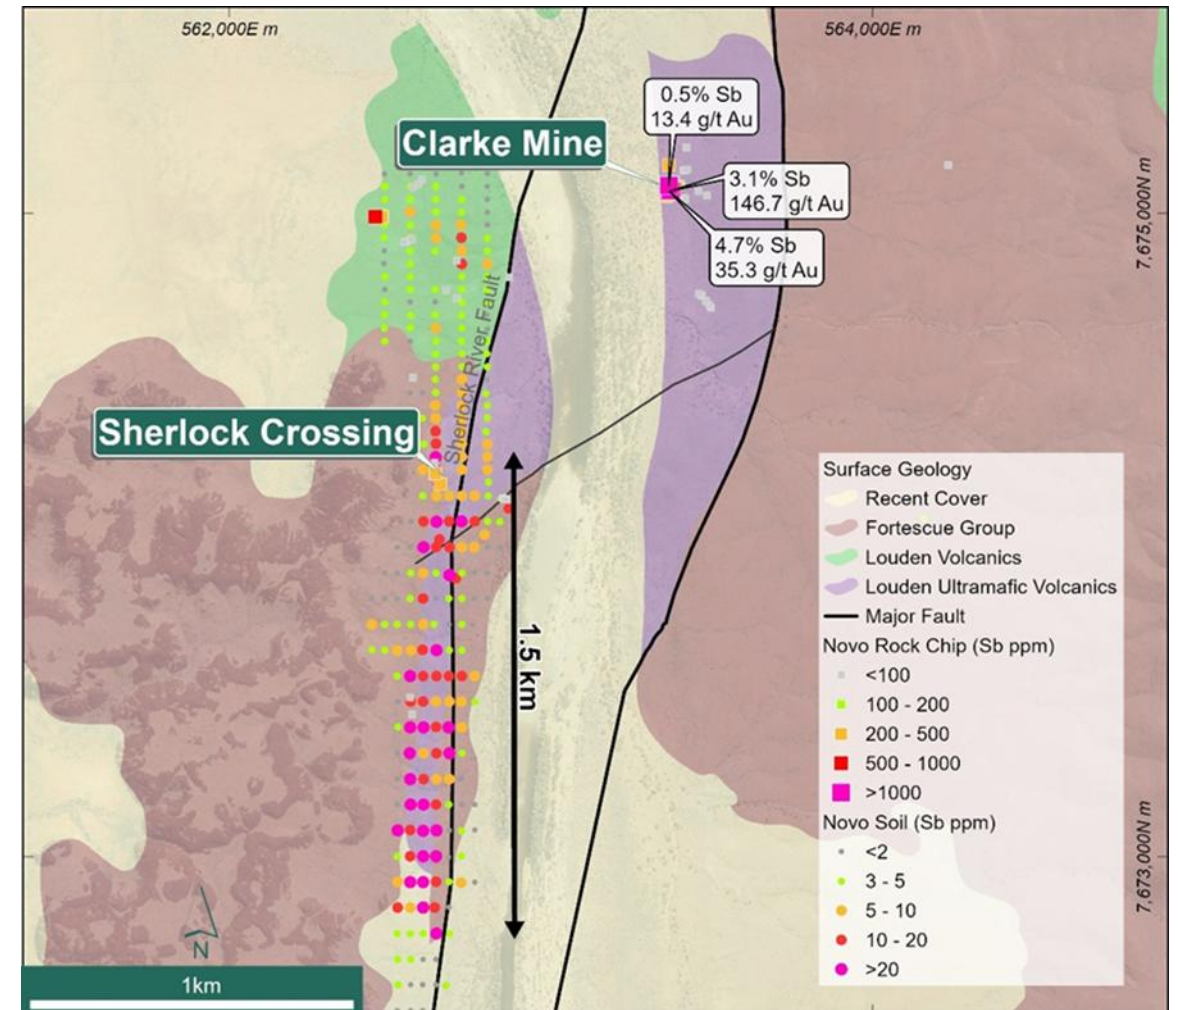 562,000E m
564,000E m
0.5% Sb
13.4 g/t Au
Clarke Mine
3.1% Sb
146.7 g/t Au
7,675,000N m
4.7% Sb
35.3 g/t Au
Sherlock River Fault
Sherlock Crossing
1.5 km
Surface Geology
Recent Cover
Fortescue Group
Louden Volcanics
Louden Ultramafic Volcanics
Major Fault
Novo Rock Chip (Sb ppm)
<100
100 - 200
200 - 500
500 - 1000
>1000
Novo Soil (Sb ppm)
<2
3 - 5
5 - 10
10 - 20
>20
7,673,000N m
N
1km